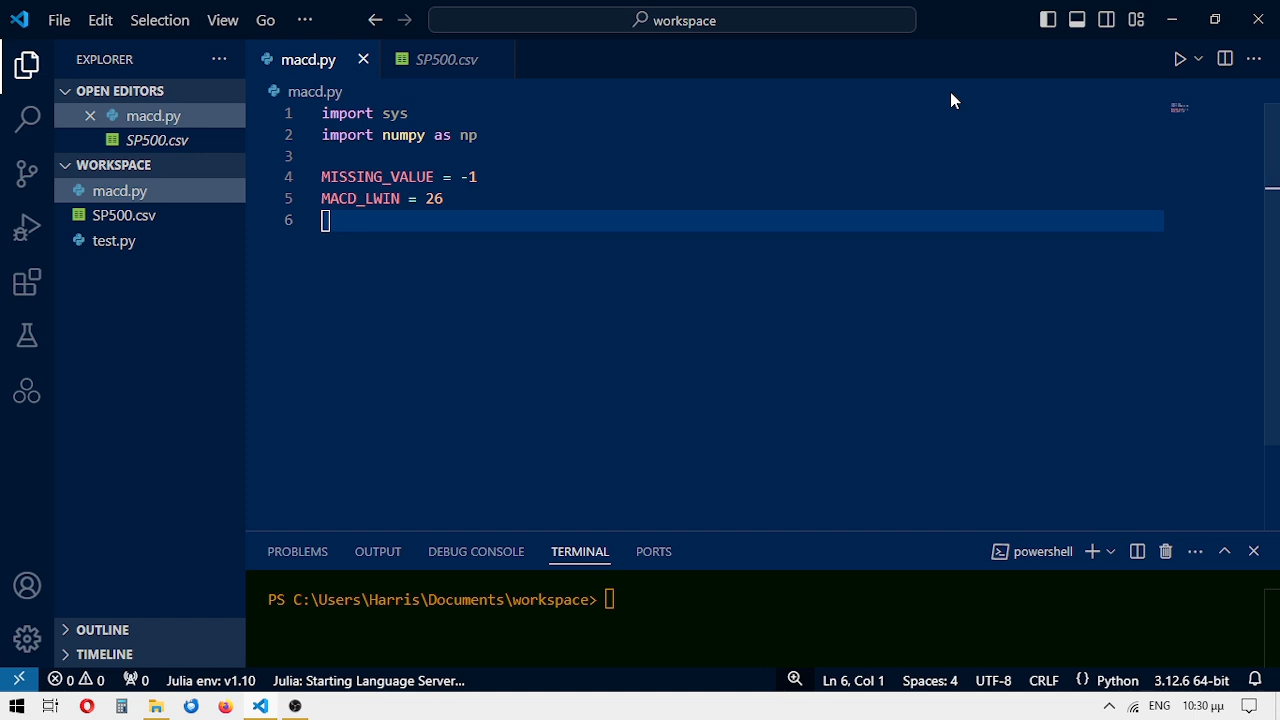 File Edit Selection View Go ··· workspace
EXPLORER ···
OPEN EDITORS
macd.py
SP500.csv
WORKSPACE
macd.py
SP500.csv
test.py
OUTLINE
TIMELINE
macd.py SP500.csv
macd.py
1 import sys
2 import numpy as np
3
4 MISSING_VALUE = -1
5 MACD_LWIN = 26
6
PROBLEMS OUTPUT DEBUG CONSOLE TERMINAL PORTS powershell
PS C:\Users\Harris\Documents\workspace>
0 0 0 Julia env: v1.10 Julia: Starting Language Server... Ln 6, Col 1 Spaces: 4 UTF-8 CRLF {} Python 3.12.6 64-bit
ENG 10:30 μμ